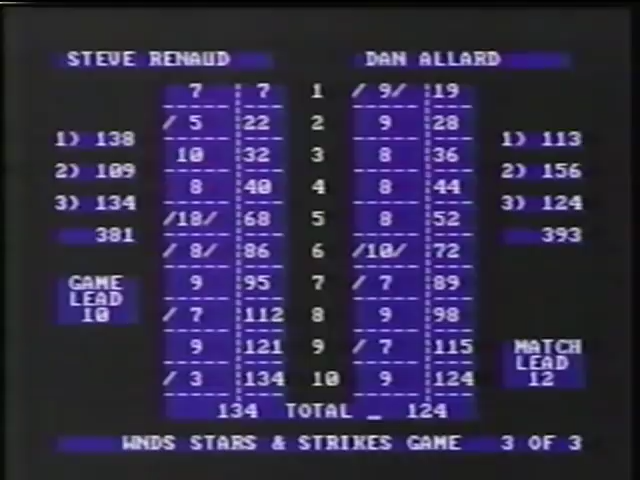 STEVE RENAUD DAN ALLARD
7 7 1 / 9/ 19
/ 5 22 2 9 28
1) 138 10 32 3 8 36 1) 113
2) 109 8 40 4 8 44 2) 156
3) 134 /18/ 68 5 8 52 3) 124
381 / 8/ 86 6 /10/ 72 393
GAME 9 95 7 / 7 89
LEAD
10 / 7 112 8 9 98
9 121 9 / 7 115 MATCH
LEAD
/ 3 134 10 9 124 12
134 TOTAL _ 124
WNDS STARS & STRIKES GAME 3 OF 3